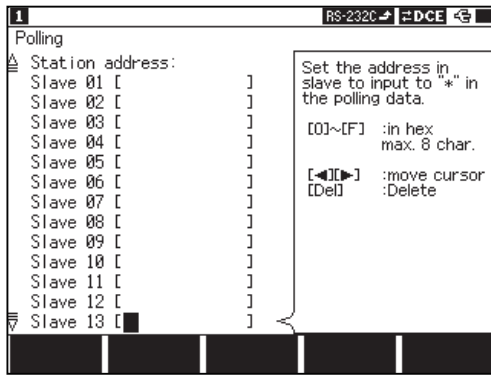 1 RS-232C ⇄DCE
Polling
Station address:
Slave 01 [ ]
Slave 02 [ ]
Slave 03 [ ]
Slave 04 [ ]
Slave 05 [ ]
Slave 06 [ ]
Slave 07 [ ]
Slave 08 [ ]
Slave 09 [ ]
Slave 10 [ ]
Slave 11 [ ]
Slave 12 [ ]
Slave 13 [ ]
Set the address in
slave to input to "*" in
the polling data.
[0]~[F] :in hex
max. 8 char.
[◀][▶] :move cursor
[Del] :Delete